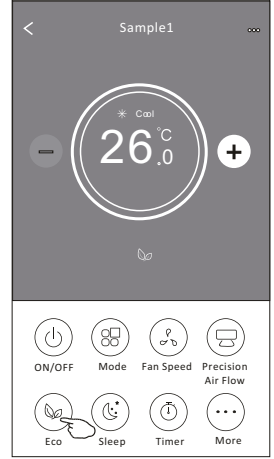 Sample1
Cool
26.0 °C
ON/OFF
Mode
Fan Speed
Precision
Air Flow
Eco
Sleep
Timer
More